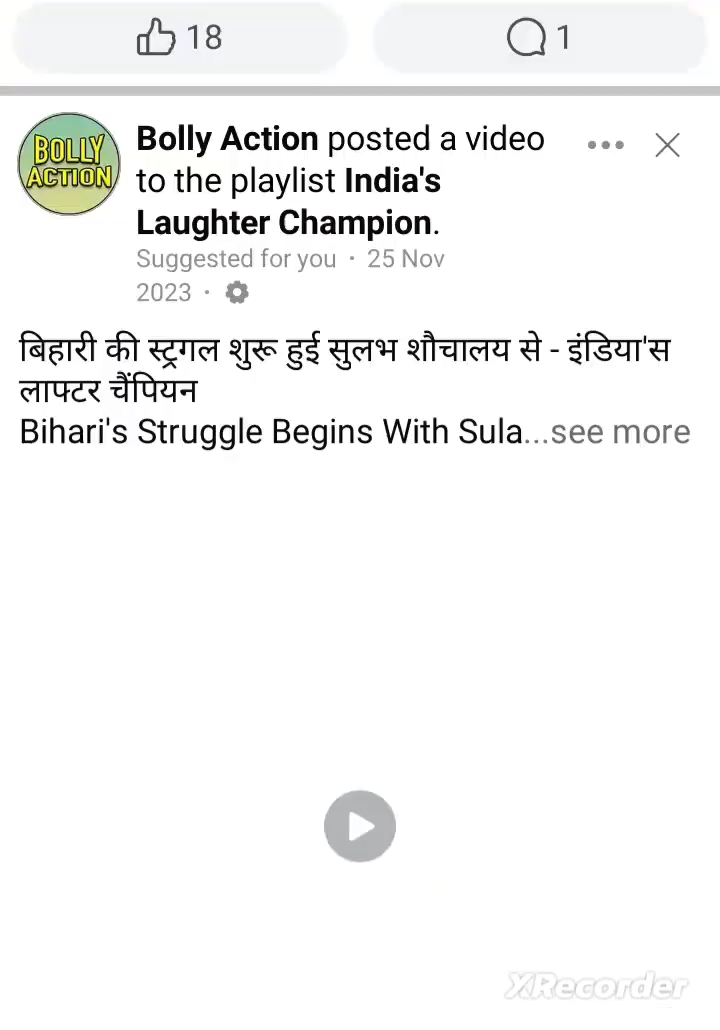 18
1
BOLLY
ACTION
Bolly Action posted a video
to the playlist India's
Laughter Champion.
Suggested for you · 25 Nov
2023 ·
बिहारी की स्ट्रगल शुरू हुई सुलभ शौचालय से - इंडिया'स
लाफ्टर चैंपियन
Bihari's Struggle Begins With Sula...see more
XRecorder